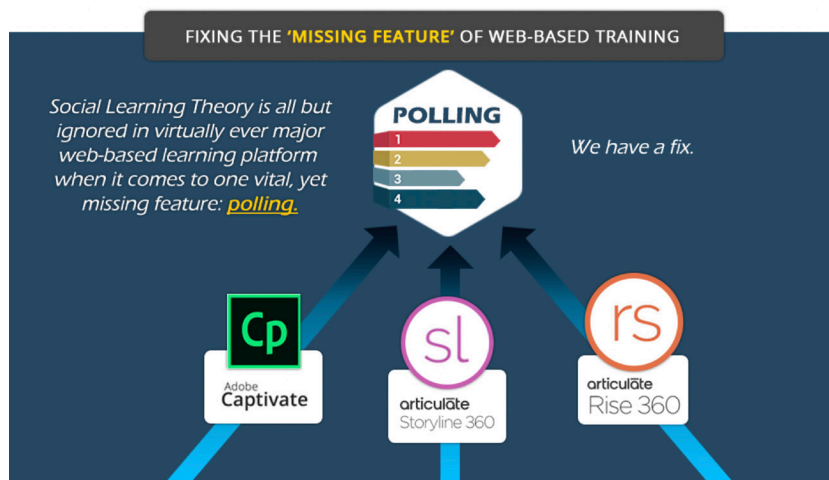 FIXING THE ‘MISSING FEATURE’ OF WEB-BASED TRAINING
Social Learning Theory is all but
ignored in virtually ever major
web-based learning platform
when it comes to one vital, yet
missing feature: polling.
POLLING
1
2
3
4
We have a fix.
Cp
Adobe
Captivate
sl
articulāte
Storyline 360
rs
articulāte
Rise 360